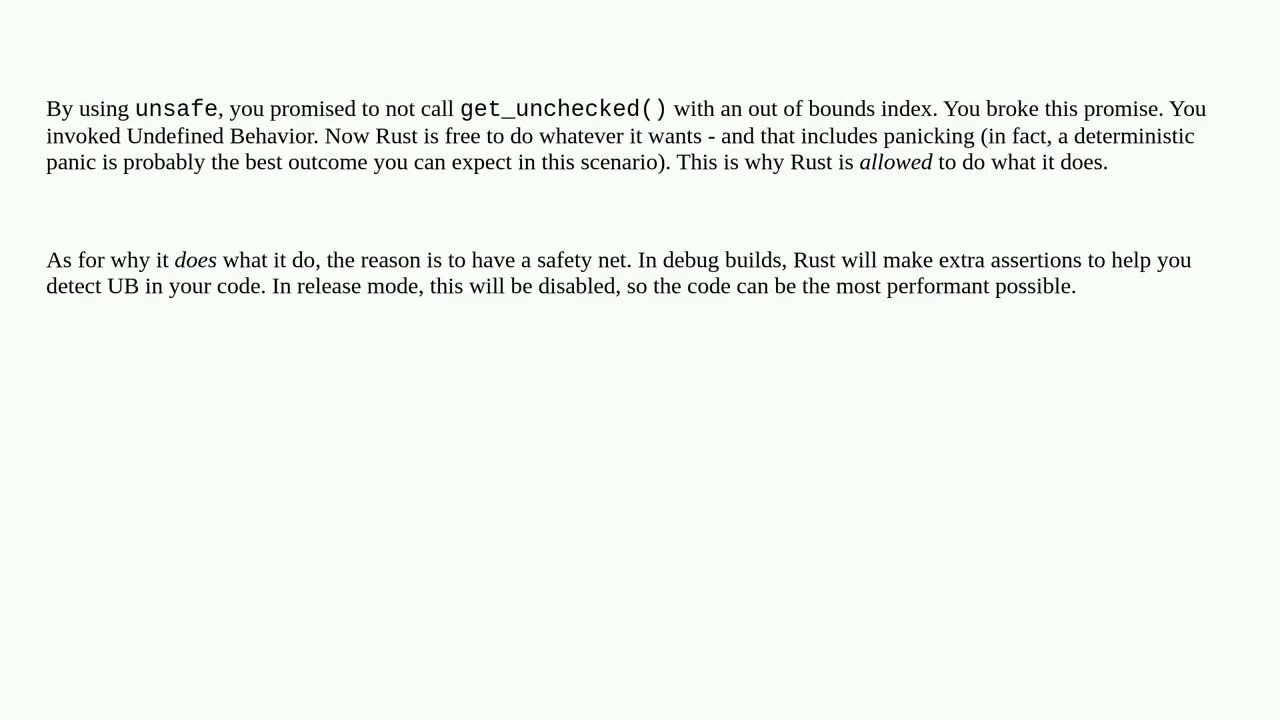 By using unsafe, you promised to not call get_unchecked() with an out of bounds index. You broke this promise. You
invoked Undefined Behavior. Now Rust is free to do whatever it wants - and that includes panicking (in fact, a deterministic
panic is probably the best outcome you can expect in this scenario). This is why Rust is allowed to do what it does.
As for why it does what it do, the reason is to have a safety net. In debug builds, Rust will make extra assertions to help you
detect UB in your code. In release mode, this will be disabled, so the code can be the most performant possible.